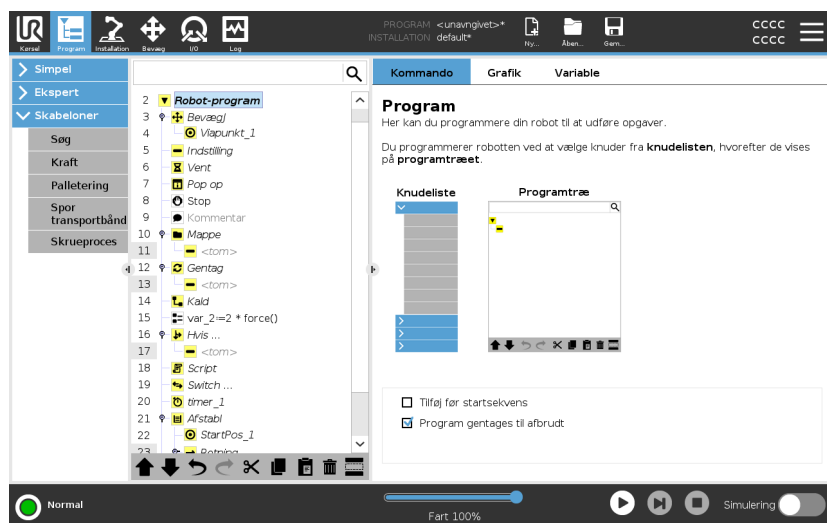 UR
PROGRAM <unavngivet>*
INSTALLATION default*
cccc
cccc
Kørsel Program Installation Bevæg I/O Log Ny... Åben... Gem...
Simpel
Ekspert
Skabeloner
Søg
Kraft
Palletering
Spor
transportbånd
Skrueproces
2 Robot-program
3 BevægJ
4 Viapunkt_1
5 Indstilling
6 Vent
7 Pop op
8 Stop
9 Kommentar
10 Mappe
11 <tom>
12 Gentag
13 <tom>
14 Kald
15 var_2:=2 * force()
16 Hvis ...
17 <tom>
18 Script
19 Switch ...
20 timer_1
21 Afstabl
22 StartPos_1
23 Retning
Kommando Grafik Variable
Program
Her kan du programmere din robot til at udføre opgaver.
Du programmerer robotten ved at vælge knuder fra knudelisten, hvorefter de vises
på programtræet.
Knudeliste Programtræ
Tilføj før startsekvens
Program gentages til afbrudt
Normal
Fart 100%
Simulering